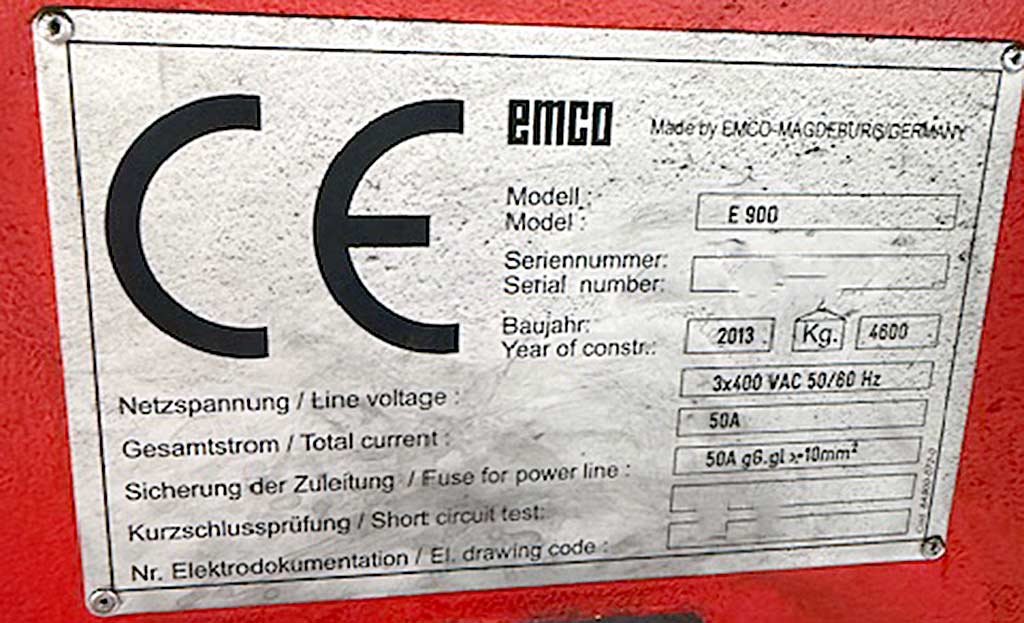 CE
emco Made by EMCO-MAGDEBURG/GERMANY
Modell :
Model : E 900
Seriennummer:
Serial number:
Baujahr:
Year of constr.: 2013 Kg. 4600
Netzspannung / Line voltage : 3x400 VAC 50/60 Hz
Gesamtstrom / Total current : 50A
Sicherung der Zuleitung / Fuse for power line : 50A g6.gl >-10mm²
Kurzschlussprüfung / Short circuit test:
Nr. Elektrodokumentation / El. drawing code :